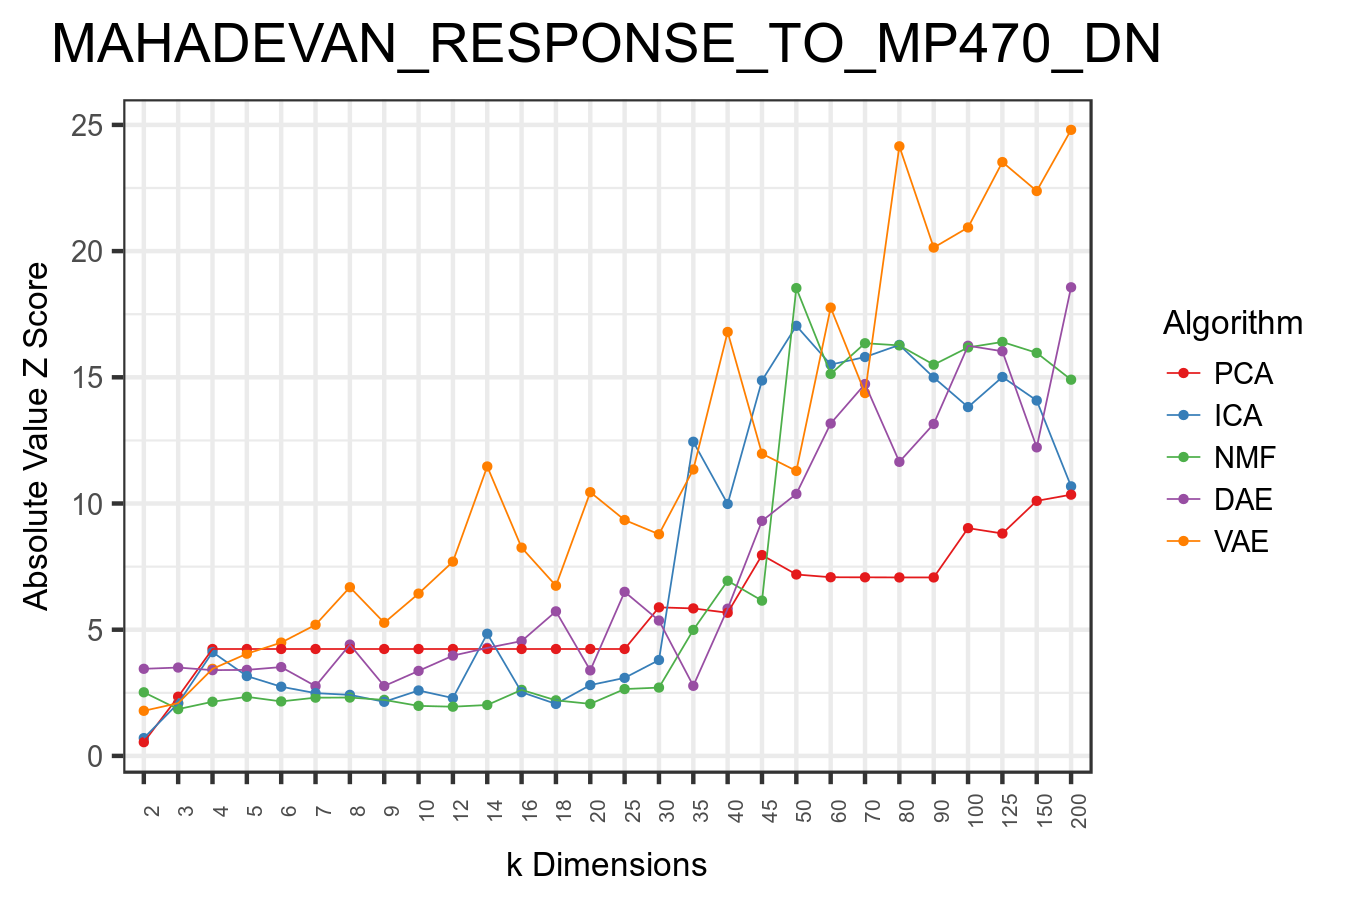 MAHADEVAN_RESPONSE_TO_MP470_DN
25
20
15
10
5
0
Absolute Value Z Score
2 3 4 5 6 7 8 9 10 12 14 16 18 20 25 30 35 40 45 50 60 70 80 90 100 125 150 200
k Dimensions
Algorithm
PCA
ICA
NMF
DAE
VAE